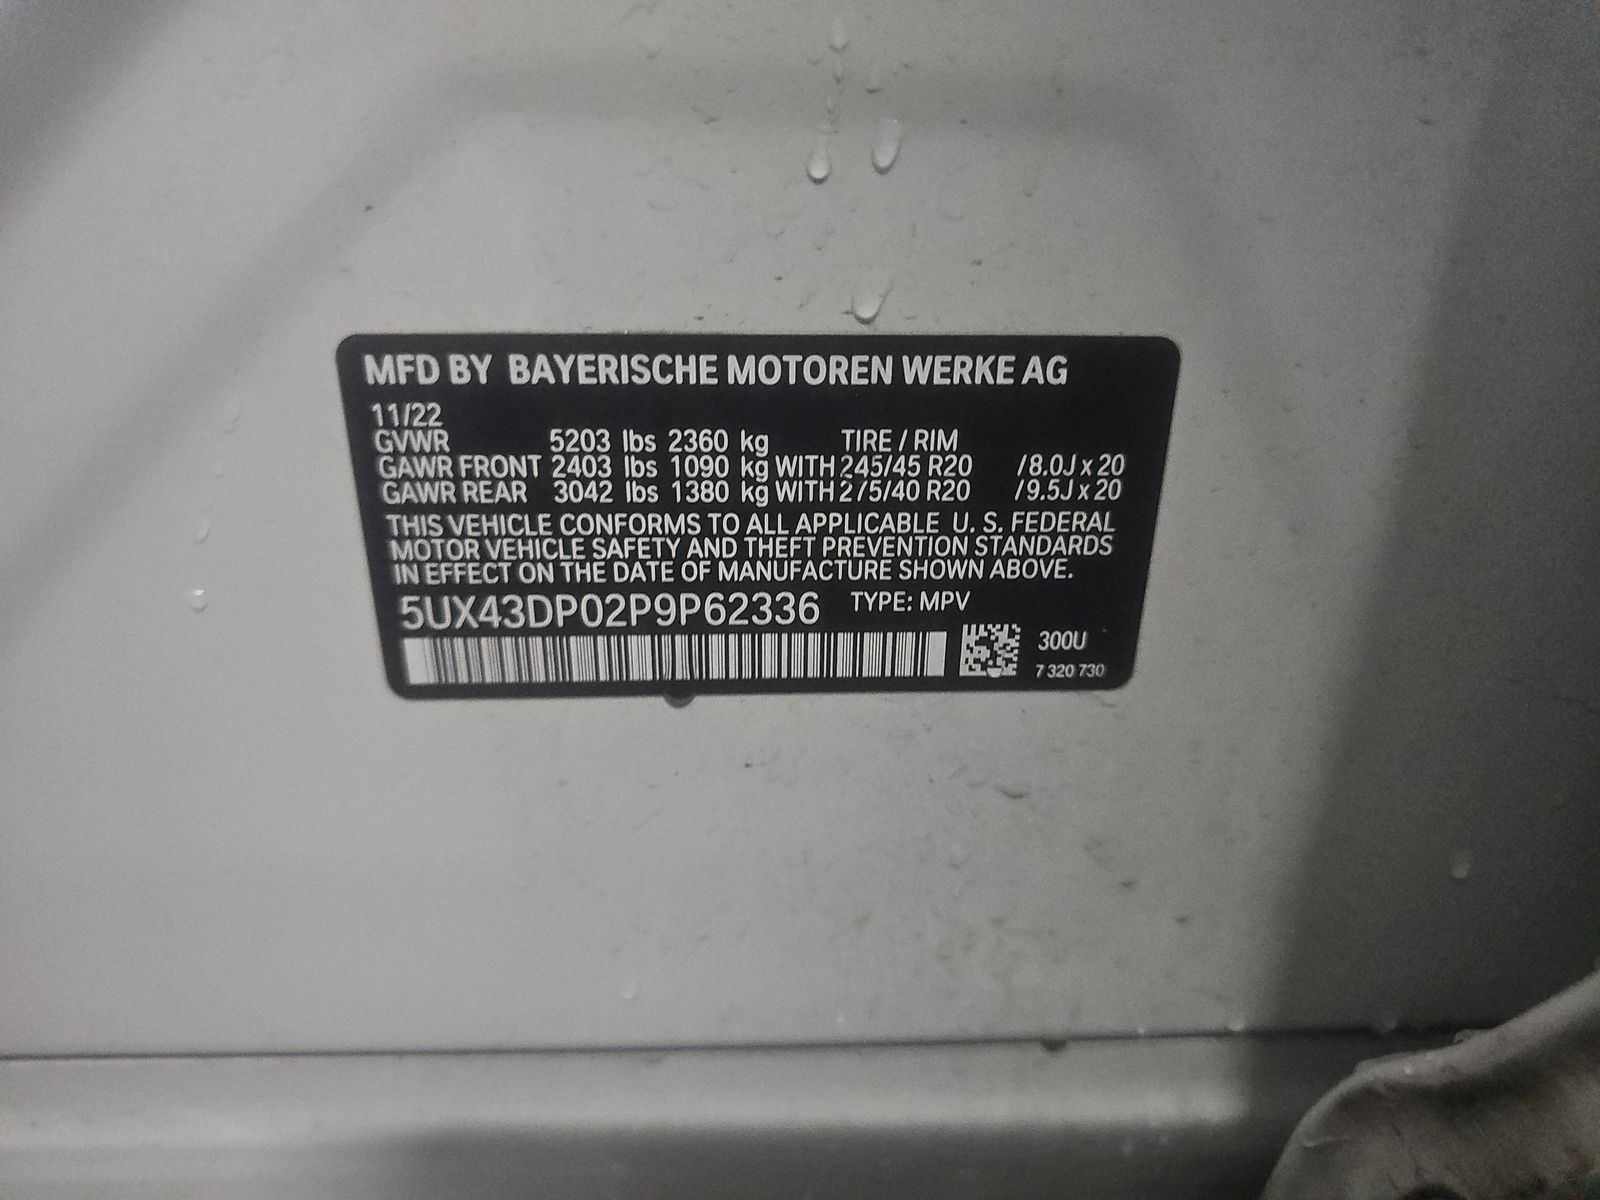 MFD BY BAYERISCHE MOTOREN WERKE AG
11/22
GVWR 5203 lbs 2360 kg TIRE / RIM
GAWR FRONT 2403 lbs 1090 kg WITH 245/45 R20 /8.0J x 20
GAWR REAR 3042 lbs 1380 kg WITH 275/40 R20 /9.5J x 20
THIS VEHICLE CONFORMS TO ALL APPLICABLE U. S. FEDERAL
MOTOR VEHICLE SAFETY AND THEFT PREVENTION STANDARDS
IN EFFECT ON THE DATE OF MANUFACTURE SHOWN ABOVE.
5UX43DP02P9P62336 TYPE: MPV
300U
7 320 730